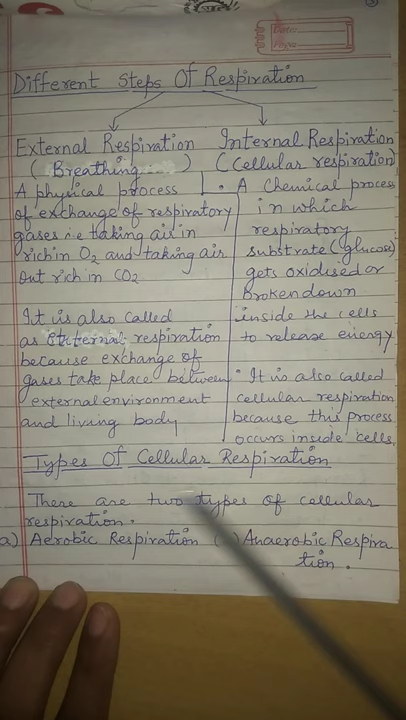 Date:
Page:
Different Steps Of Respiration
External Respiration
(Breathing)
A physical process
of exchange of respiratory
gases i.e taking air in
rich in O2 and taking air
Out rich in CO2
It is also called
as External respiration
because exchange of
gases take place between
external environment
and living body
Internal Respiration
(Cellular respiration)
• A Chemical process
in which
respiratory
substrate (glucose)
gets oxidised or
Broken down
inside the cells
to release energy
• It is also called
cellular respiration
because this process
occurs inside cells.
Types Of Cellular Respiration
There are two types of cellular
respiration.
a) Aerobic Respiration ( ) Anaerobic Respira
tion.